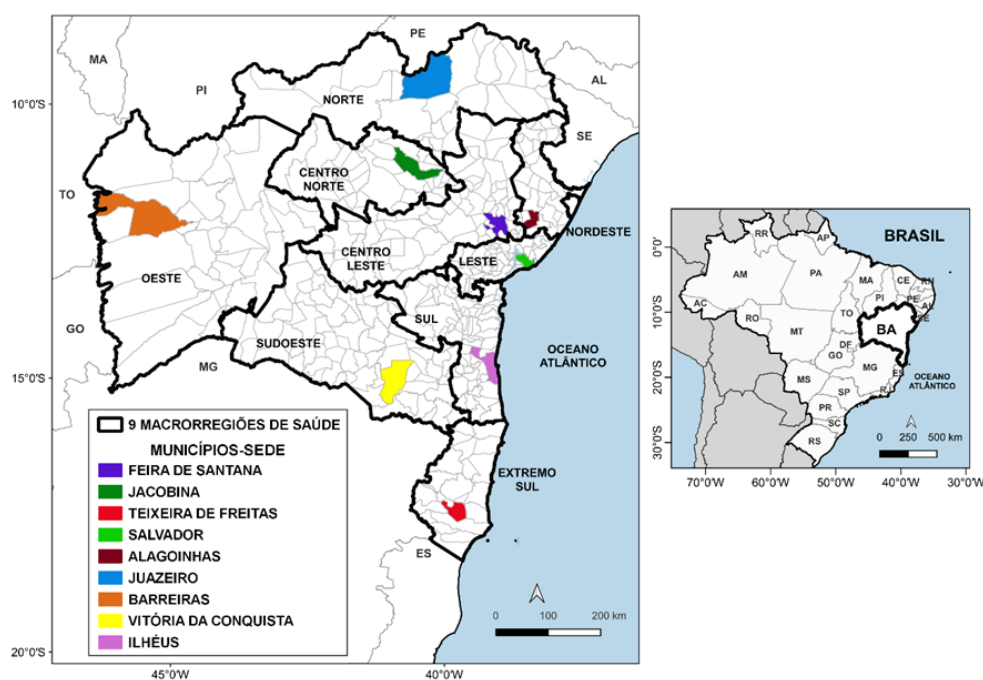 MA
PE
PI
AL
10°0'S
NORTE
SE
CENTRO
NORTE
TO
NORDESTE
CENTRO
LESTE
LESTE
OESTE
SUL
GO
SUDOESTE
OCEANO
ATLÂNTICO
MG
15°0'S
9 MACRORREGIÕES DE SAÚDE
MUNICÍPIOS-SEDE
FEIRA DE SANTANA
JACOBINA
TEIXEIRA DE FREITAS
SALVADOR
ALAGOINHAS
JUAZEIRO
BARREIRAS
VITÓRIA DA CONQUISTA
ILHÉUS
EXTREMO
SUL
ES
0 100 200 km
20°0'S
45°0'W 40°0'W
BRASIL
RR AP
0°0'S
AM PA MA CE RN
PI PE
AC TO AL
10°0'S
RO BA
MT
DF
GO
MG ES
OCEANO
ATLÂNTICO
20°0'S
MS
SP
PR
SC
RS
0 250 500 km
30°0'S
70°0'W 60°0'W 50°0'W 40°0'W 30°0'W